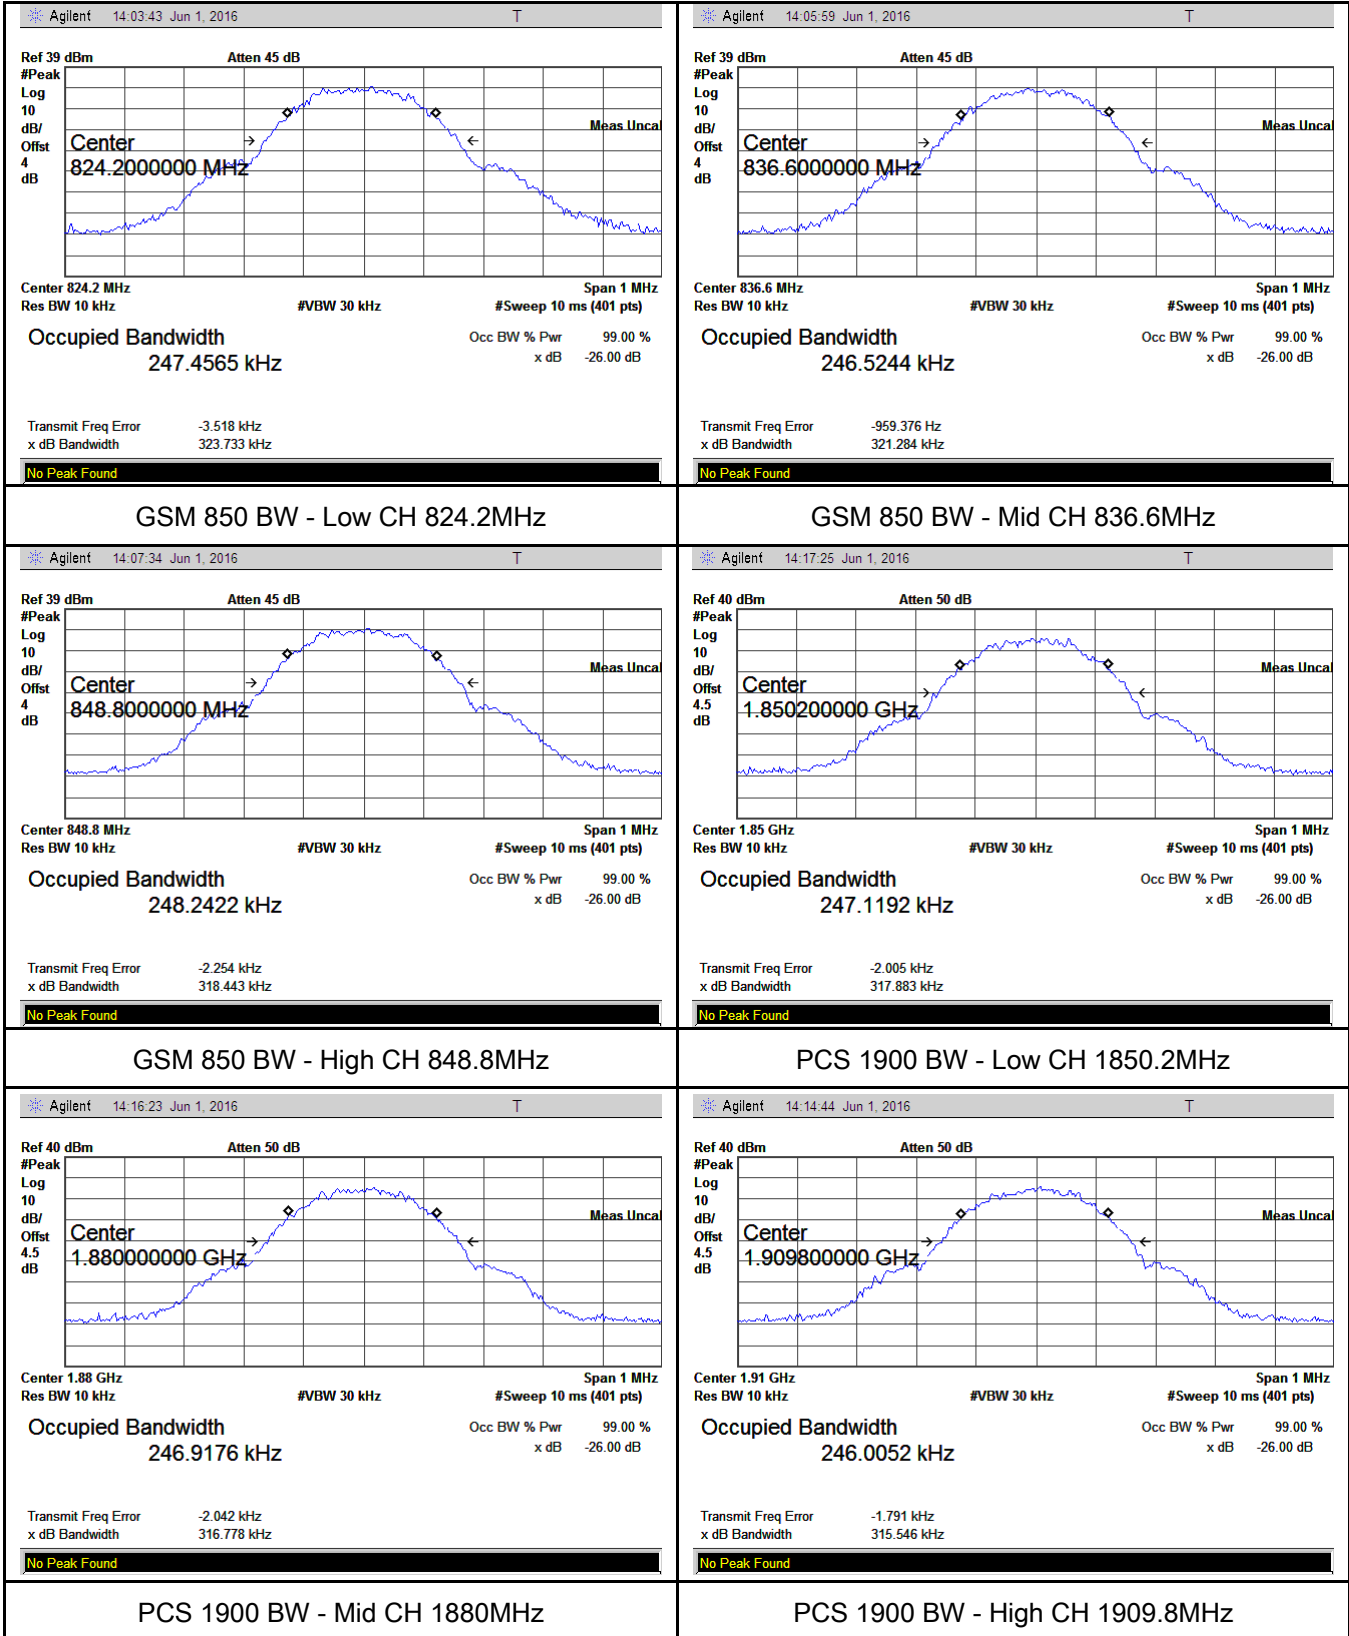 Agilent 14:03:43 Jun 1, 2016 T
Ref 39 dBm Atten 45 dB
#Peak
Log
10
dB/
Offst
4
dB
Meas Uncal
Center
824.2000000 MHz
Center 824.2 MHz Span 1 MHz
Res BW 10 kHz #VBW 30 kHz #Sweep 10 ms (401 pts)
Occupied Bandwidth Occ BW % Pwr 99.00 %
247.4565 kHz x dB -26.00 dB
Transmit Freq Error -3.518 kHz
x dB Bandwidth 323.733 kHz
No Peak Found
GSM 850 BW - Low CH 824.2MHz
Agilent 14:05:59 Jun 1, 2016 T
Ref 39 dBm Atten 45 dB
#Peak
Log
10
dB/
Offst
4
dB
Meas Uncal
Center
836.6000000 MHz
Center 836.6 MHz Span 1 MHz
Res BW 10 kHz #VBW 30 kHz #Sweep 10 ms (401 pts)
Occupied Bandwidth Occ BW % Pwr 99.00 %
246.5244 kHz x dB -26.00 dB
Transmit Freq Error -959.376 Hz
x dB Bandwidth 321.284 kHz
No Peak Found
GSM 850 BW - Mid CH 836.6MHz
Agilent 14:07:34 Jun 1, 2016 T
Ref 39 dBm Atten 45 dB
#Peak
Log
10
dB/
Offst
4
dB
Meas Uncal
Center
848.8000000 MHz
Center 848.8 MHz Span 1 MHz
Res BW 10 kHz #VBW 30 kHz #Sweep 10 ms (401 pts)
Occupied Bandwidth Occ BW % Pwr 99.00 %
248.2422 kHz x dB -26.00 dB
Transmit Freq Error -2.254 kHz
x dB Bandwidth 318.443 kHz
No Peak Found
GSM 850 BW - High CH 848.8MHz
Agilent 14:17:25 Jun 1, 2016 T
Ref 40 dBm Atten 50 dB
#Peak
Log
10
dB/
Offst
4.5
dB
Meas Uncal
Center
1.850200000 GHz
Center 1.85 GHz Span 1 MHz
Res BW 10 kHz #VBW 30 kHz #Sweep 10 ms (401 pts)
Occupied Bandwidth Occ BW % Pwr 99.00 %
247.1192 kHz x dB -26.00 dB
Transmit Freq Error -2.005 kHz
x dB Bandwidth 317.883 kHz
No Peak Found
PCS 1900 BW - Low CH 1850.2MHz
Agilent 14:16:23 Jun 1, 2016 T
Ref 40 dBm Atten 50 dB
#Peak
Log
10
dB/
Offst
4.5
dB
Meas Uncal
Center
1.880000000 GHz
Center 1.88 GHz Span 1 MHz
Res BW 10 kHz #VBW 30 kHz #Sweep 10 ms (401 pts)
Occupied Bandwidth Occ BW % Pwr 99.00 %
246.9176 kHz x dB -26.00 dB
Transmit Freq Error -2.042 kHz
x dB Bandwidth 316.778 kHz
No Peak Found
PCS 1900 BW - Mid CH 1880MHz
Agilent 14:14:44 Jun 1, 2016 T
Ref 40 dBm Atten 50 dB
#Peak
Log
10
dB/
Offst
4.5
dB
Meas Uncal
Center
1.909800000 GHz
Center 1.91 GHz Span 1 MHz
Res BW 10 kHz #VBW 30 kHz #Sweep 10 ms (401 pts)
Occupied Bandwidth Occ BW % Pwr 99.00 %
246.0052 kHz x dB -26.00 dB
Transmit Freq Error -1.791 kHz
x dB Bandwidth 315.546 kHz
No Peak Found
PCS 1900 BW - High CH 1909.8MHz